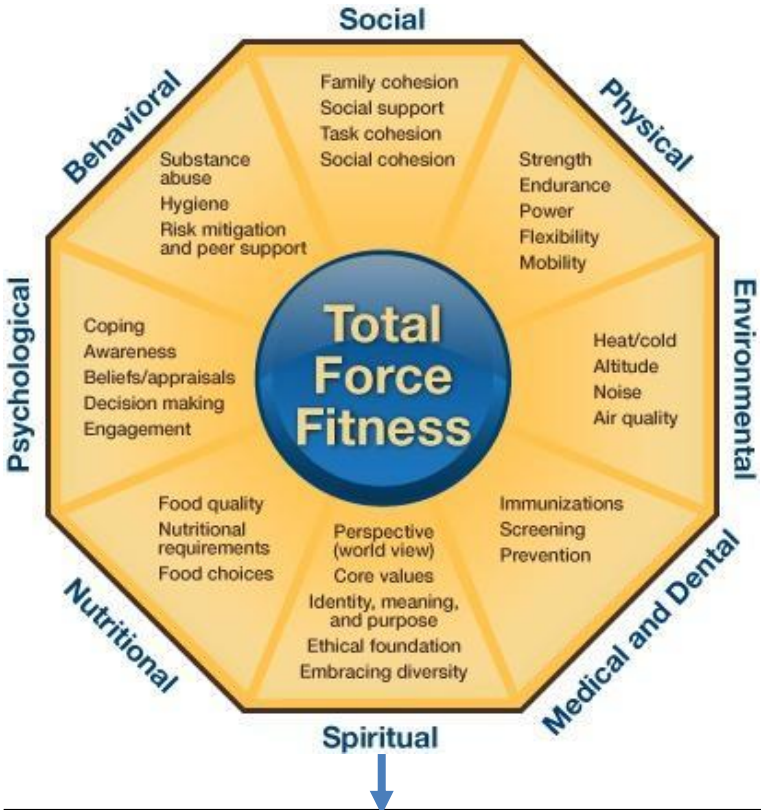 Social
Family cohesion
Social support
Task cohesion
Social cohesion
Physical
Strength
Endurance
Power
Flexibility
Mobility
Environmental
Heat/cold
Altitude
Noise
Air quality
Medical and Dental
Immunizations
Screening
Prevention
Spiritual
Perspective
(world view)
Core values
Identity, meaning,
and purpose
Ethical foundation
Embracing diversity
Nutritional
Food quality
Nutritional
requirements
Food choices
Psychological
Coping
Awareness
Beliefs/appraisals
Decision making
Engagement
Behavioral
Substance
abuse
Hygiene
Risk mitigation
and peer support
Total
Force
Fitness